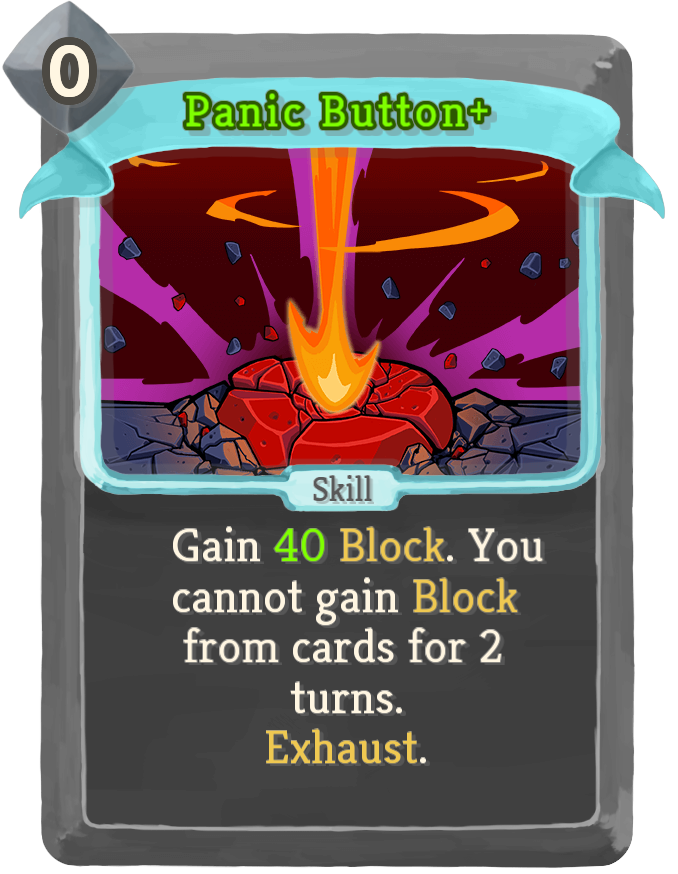 0
Panic Button+
Skill
Gain 40 Block. You
cannot gain Block
from cards for 2
turns.
Exhaust.